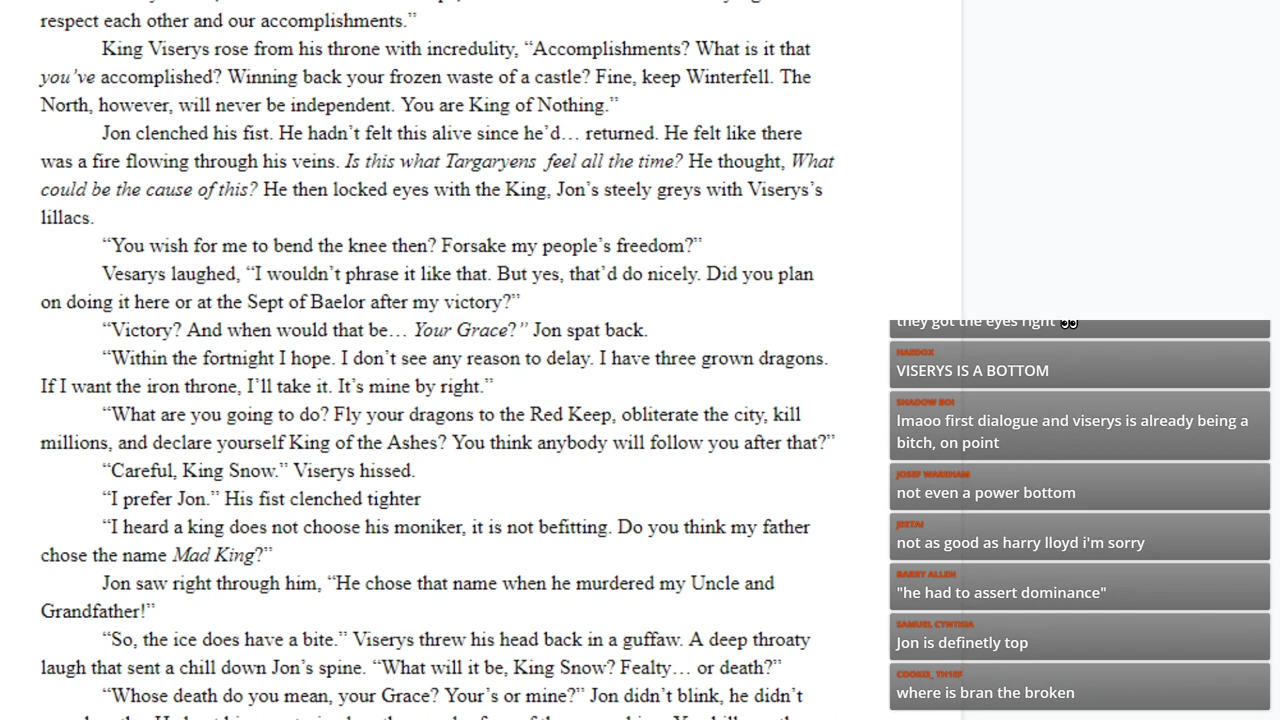 respect each other and our accomplishments.”
King Viserys rose from his throne with incredulity, “Accomplishments? What is it that
you’ve accomplished? Winning back your frozen waste of a castle? Fine, keep Winterfell. The
North, however, will never be independent. You are King of Nothing.”
Jon clenched his fist. He hadn’t felt this alive since he’d… returned. He felt like there
was a fire flowing through his veins. Is this what Targaryens  feel all the time? He thought, What
could be the cause of this? He then locked eyes with the King, Jon’s steely greys with Viserys’s
lillacs.
“You wish for me to bend the knee then? Forsake my people’s freedom?”
Vesarys laughed, “I wouldn’t phrase it like that. But yes, that’d do nicely. Did you plan
on doing it here or at the Sept of Baelor after my victory?”
“Victory? And when would that be… Your Grace?” Jon spat back.
“Within the fortnight I hope. I don’t see any reason to delay. I have three grown dragons.
If I want the iron throne, I’ll take it. It’s mine by right.”
“What are you going to do? Fly your dragons to the Red Keep, obliterate the city, kill
millions, and declare yourself King of the Ashes? You think anybody will follow you after that?”
“Careful, King Snow.” Viserys hissed.
“I prefer Jon.” His fist clenched tighter
“I heard a king does not choose his moniker, it is not befitting. Do you think my father
chose the name Mad King?”
Jon saw right through him, “He chose that name when he murdered my Uncle and
Grandfather!”
“So, the ice does have a bite.” Viserys threw his head back in a guffaw. A deep throaty
laugh that sent a chill down Jon’s spine. “What will it be, King Snow? Fealty… or death?”
“Whose death do you mean, your Grace? Your’s or mine?” Jon didn’t blink, he didn’t
they got the eyes right 👀
HARDOX
VISERYS IS A BOTTOM
SHADOW BOI
lmaoo first dialogue and viserys is already being a
bitch, on point
JOSEF WAREHAM
not even a power bottom
JEETAI
not as good as harry lloyd i'm sorry
BARRY ALLEN
"he had to assert dominance"
SAMUEL CYNTISIA
Jon is definetly top
COOKIE_TH1EF
where is bran the broken